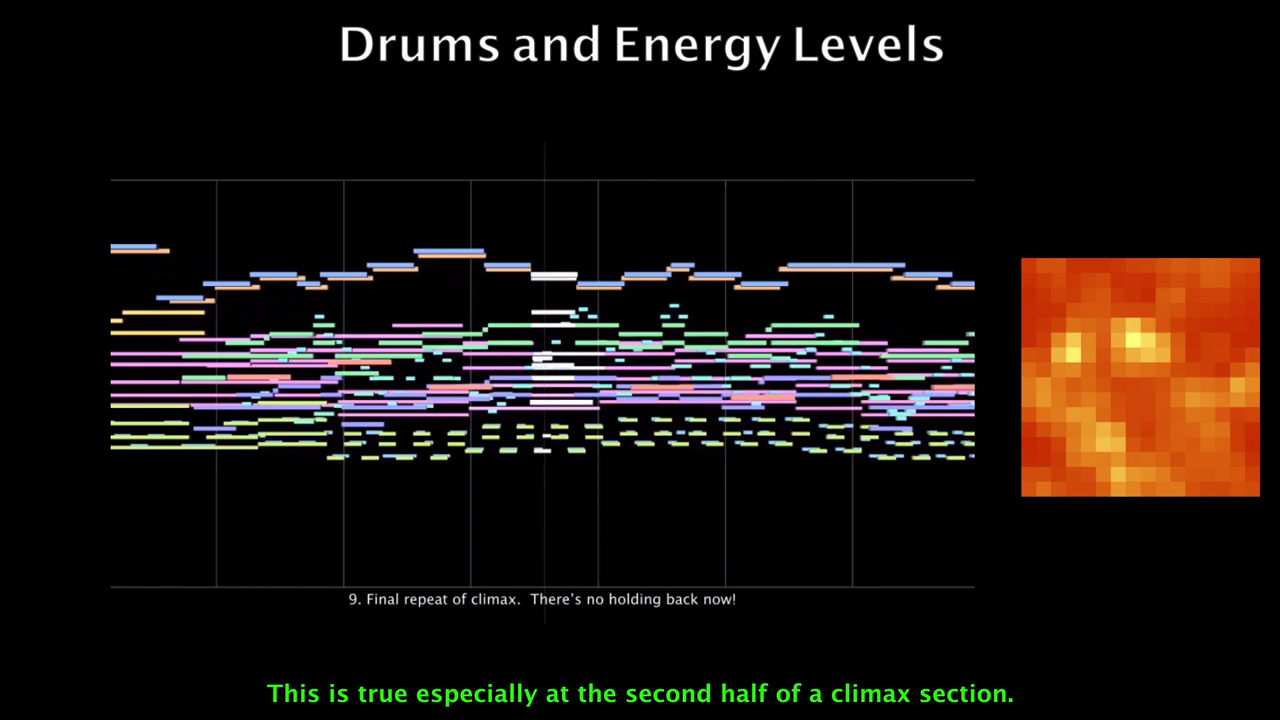 Drums and Energy Levels
9. Final repeat of climax.  There's no holding back now!
This is true especially at the second half of a climax section.